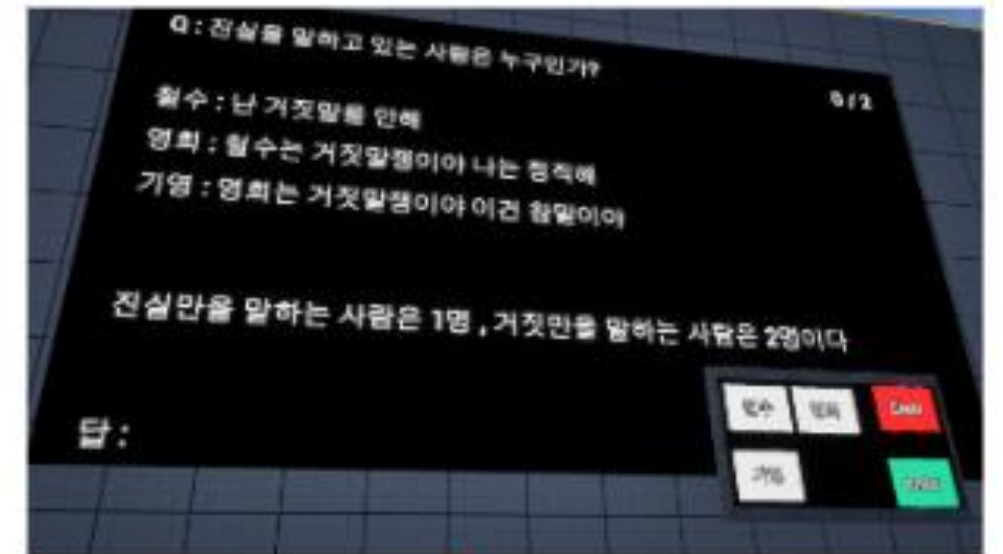 Q : 진실을 말하고 있는 사람은 누구인가?
0 / 2
철수 : 난 거짓말을 안해
영희 : 철수는 거짓말쟁이야 나는 정직해
기영 : 영희는 거짓말쟁이야 이건 참말이야
진실만을 말하는 사람은 1명 , 거짓만을 말하는 사람은 2명이다
답 :
철수
영희
기영